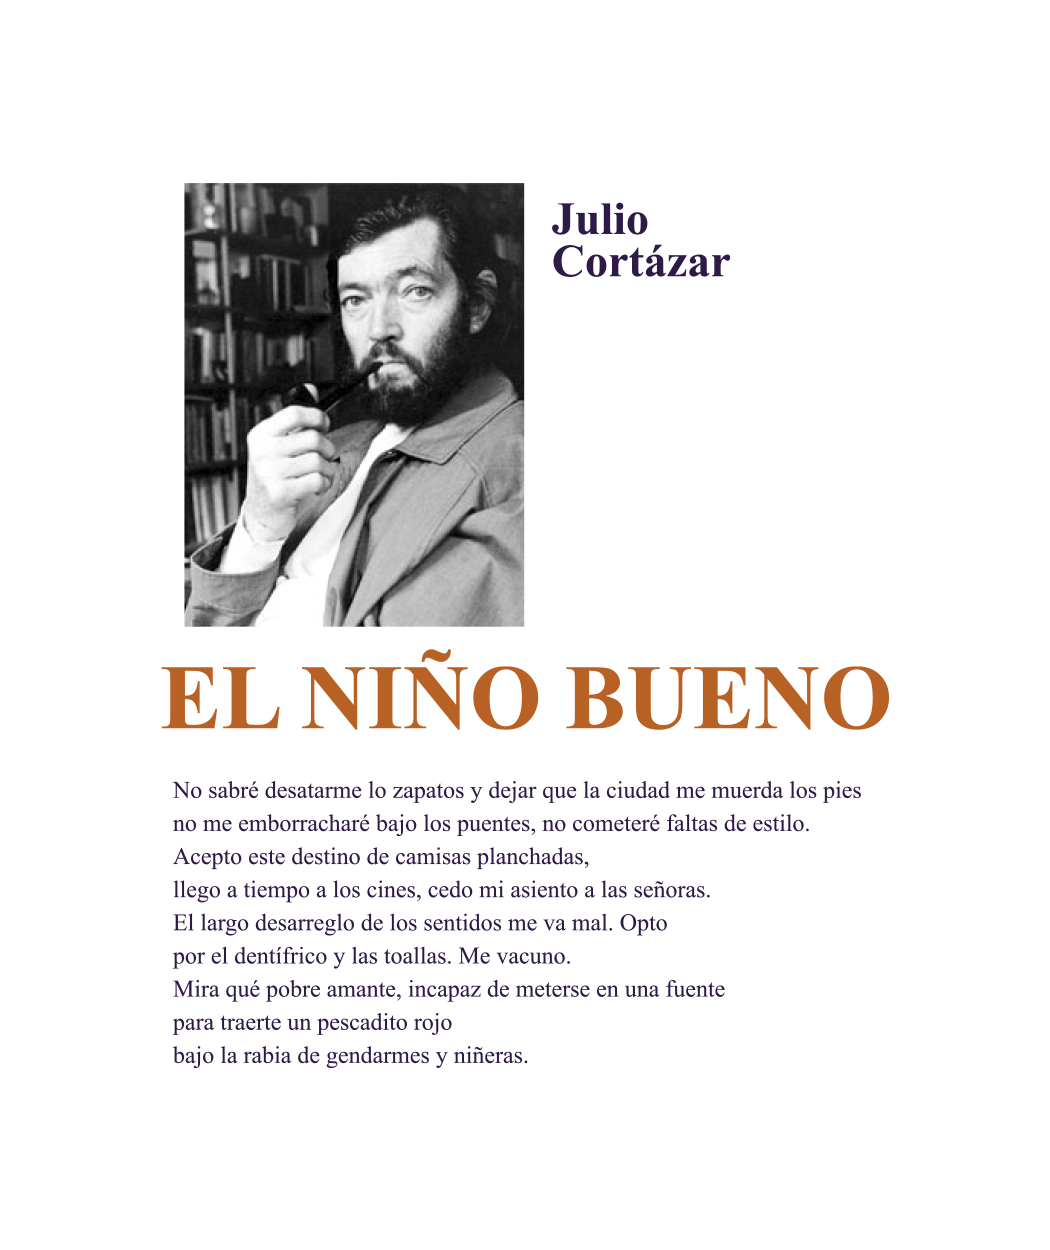 Julio
Cortázar
EL NIÑO BUENO
No sabré desatarme lo zapatos y dejar que la ciudad me muerda los pies
no me emborracharé bajo los puentes, no cometeré faltas de estilo.
Acepto este destino de camisas planchadas,
llego a tiempo a los cines, cedo mi asiento a las señoras.
El largo desarreglo de los sentidos me va mal. Opto
por el dentífrico y las toallas. Me vacuno.
Mira qué pobre amante, incapaz de meterse en una fuente
para traerte un pescadito rojo
bajo la rabia de gendarmes y niñeras.